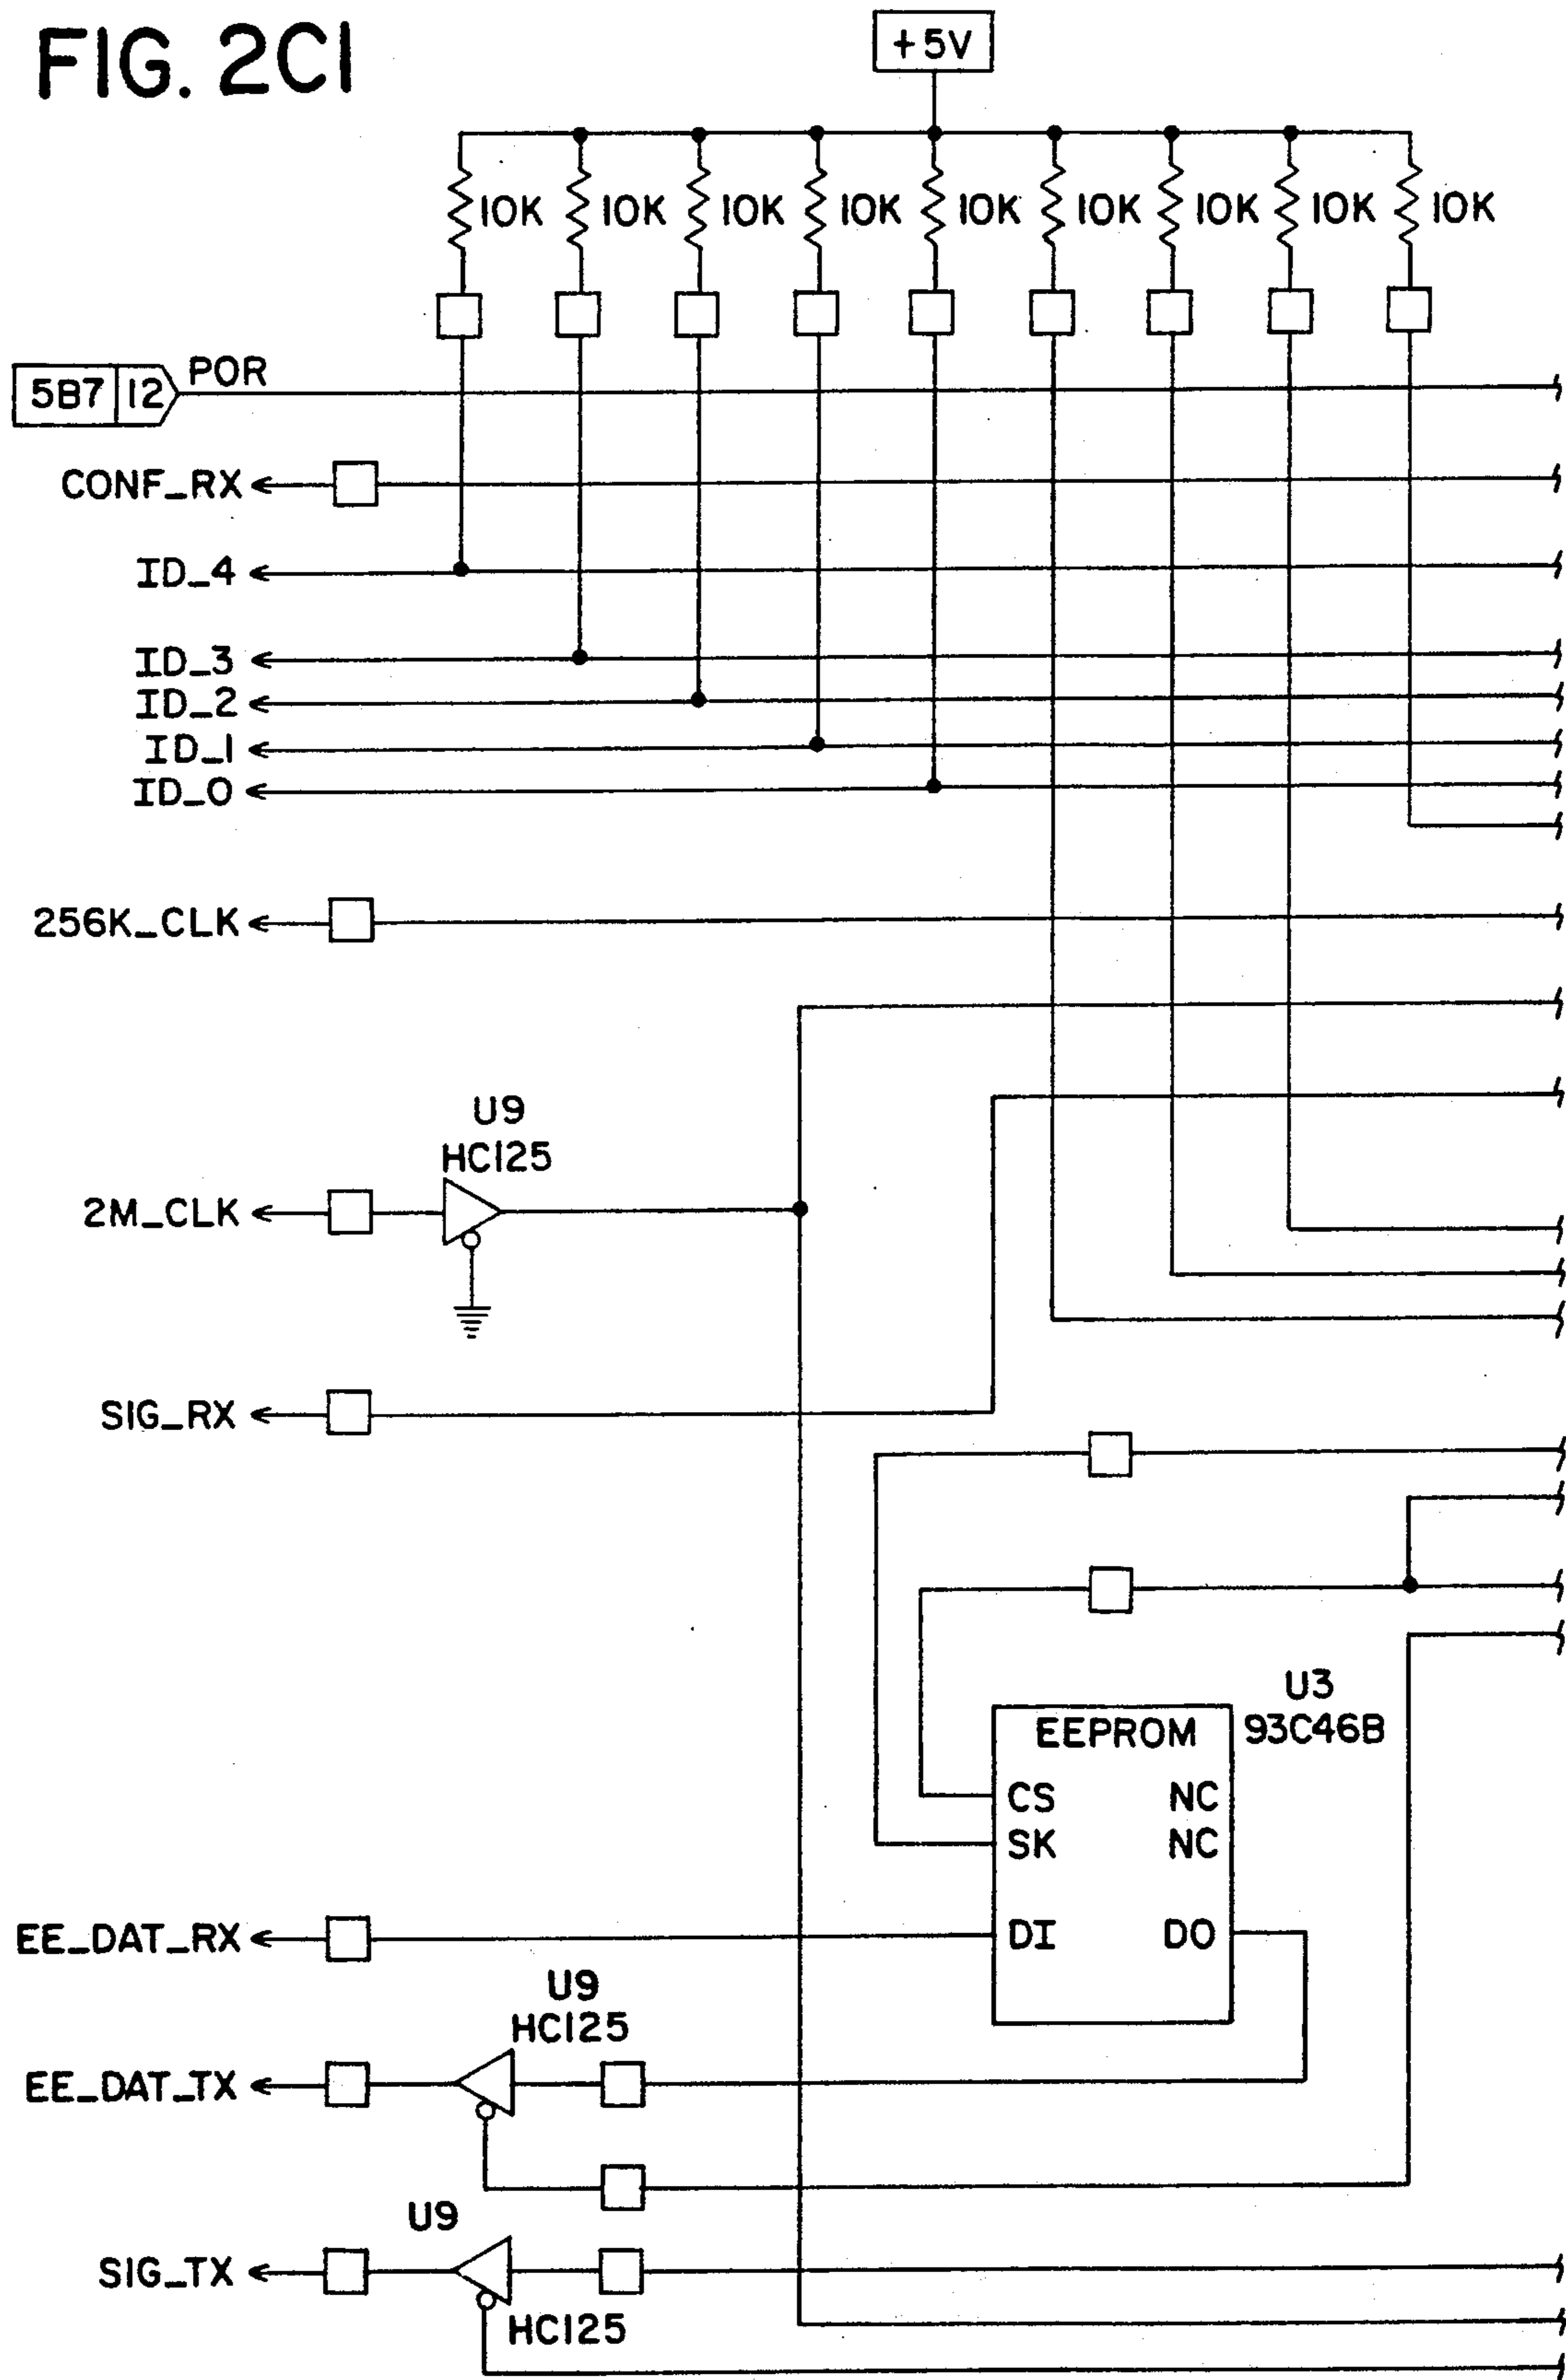 FIG. 2C1
+5V
10K 10K 10K 10K 10K 10K 10K 10K 10K
5B7 12 POR
CONF_RX
ID_4
ID_3
ID_2
ID_1
ID_0
256K_CLK
U9
HC125
2M_CLK
SIG_RX
U3
93C46B
EEPROM
CS NC
SK NC
DI DO
EE_DAT_RX
U9
HC125
EE_DAT_TX
U9
SIG_TX
HC125